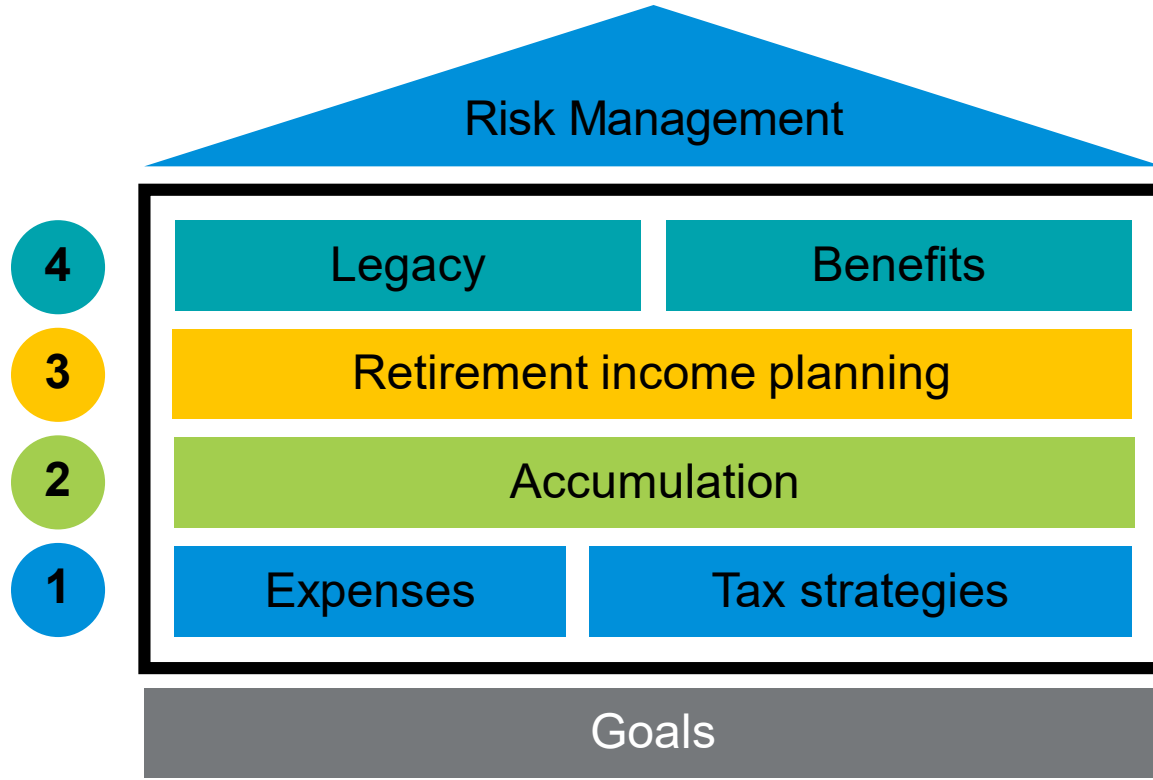 Risk Management
4
Legacy
Benefits
3
Retirement income planning
2
Accumulation
1
Expenses
Tax strategies
Goals